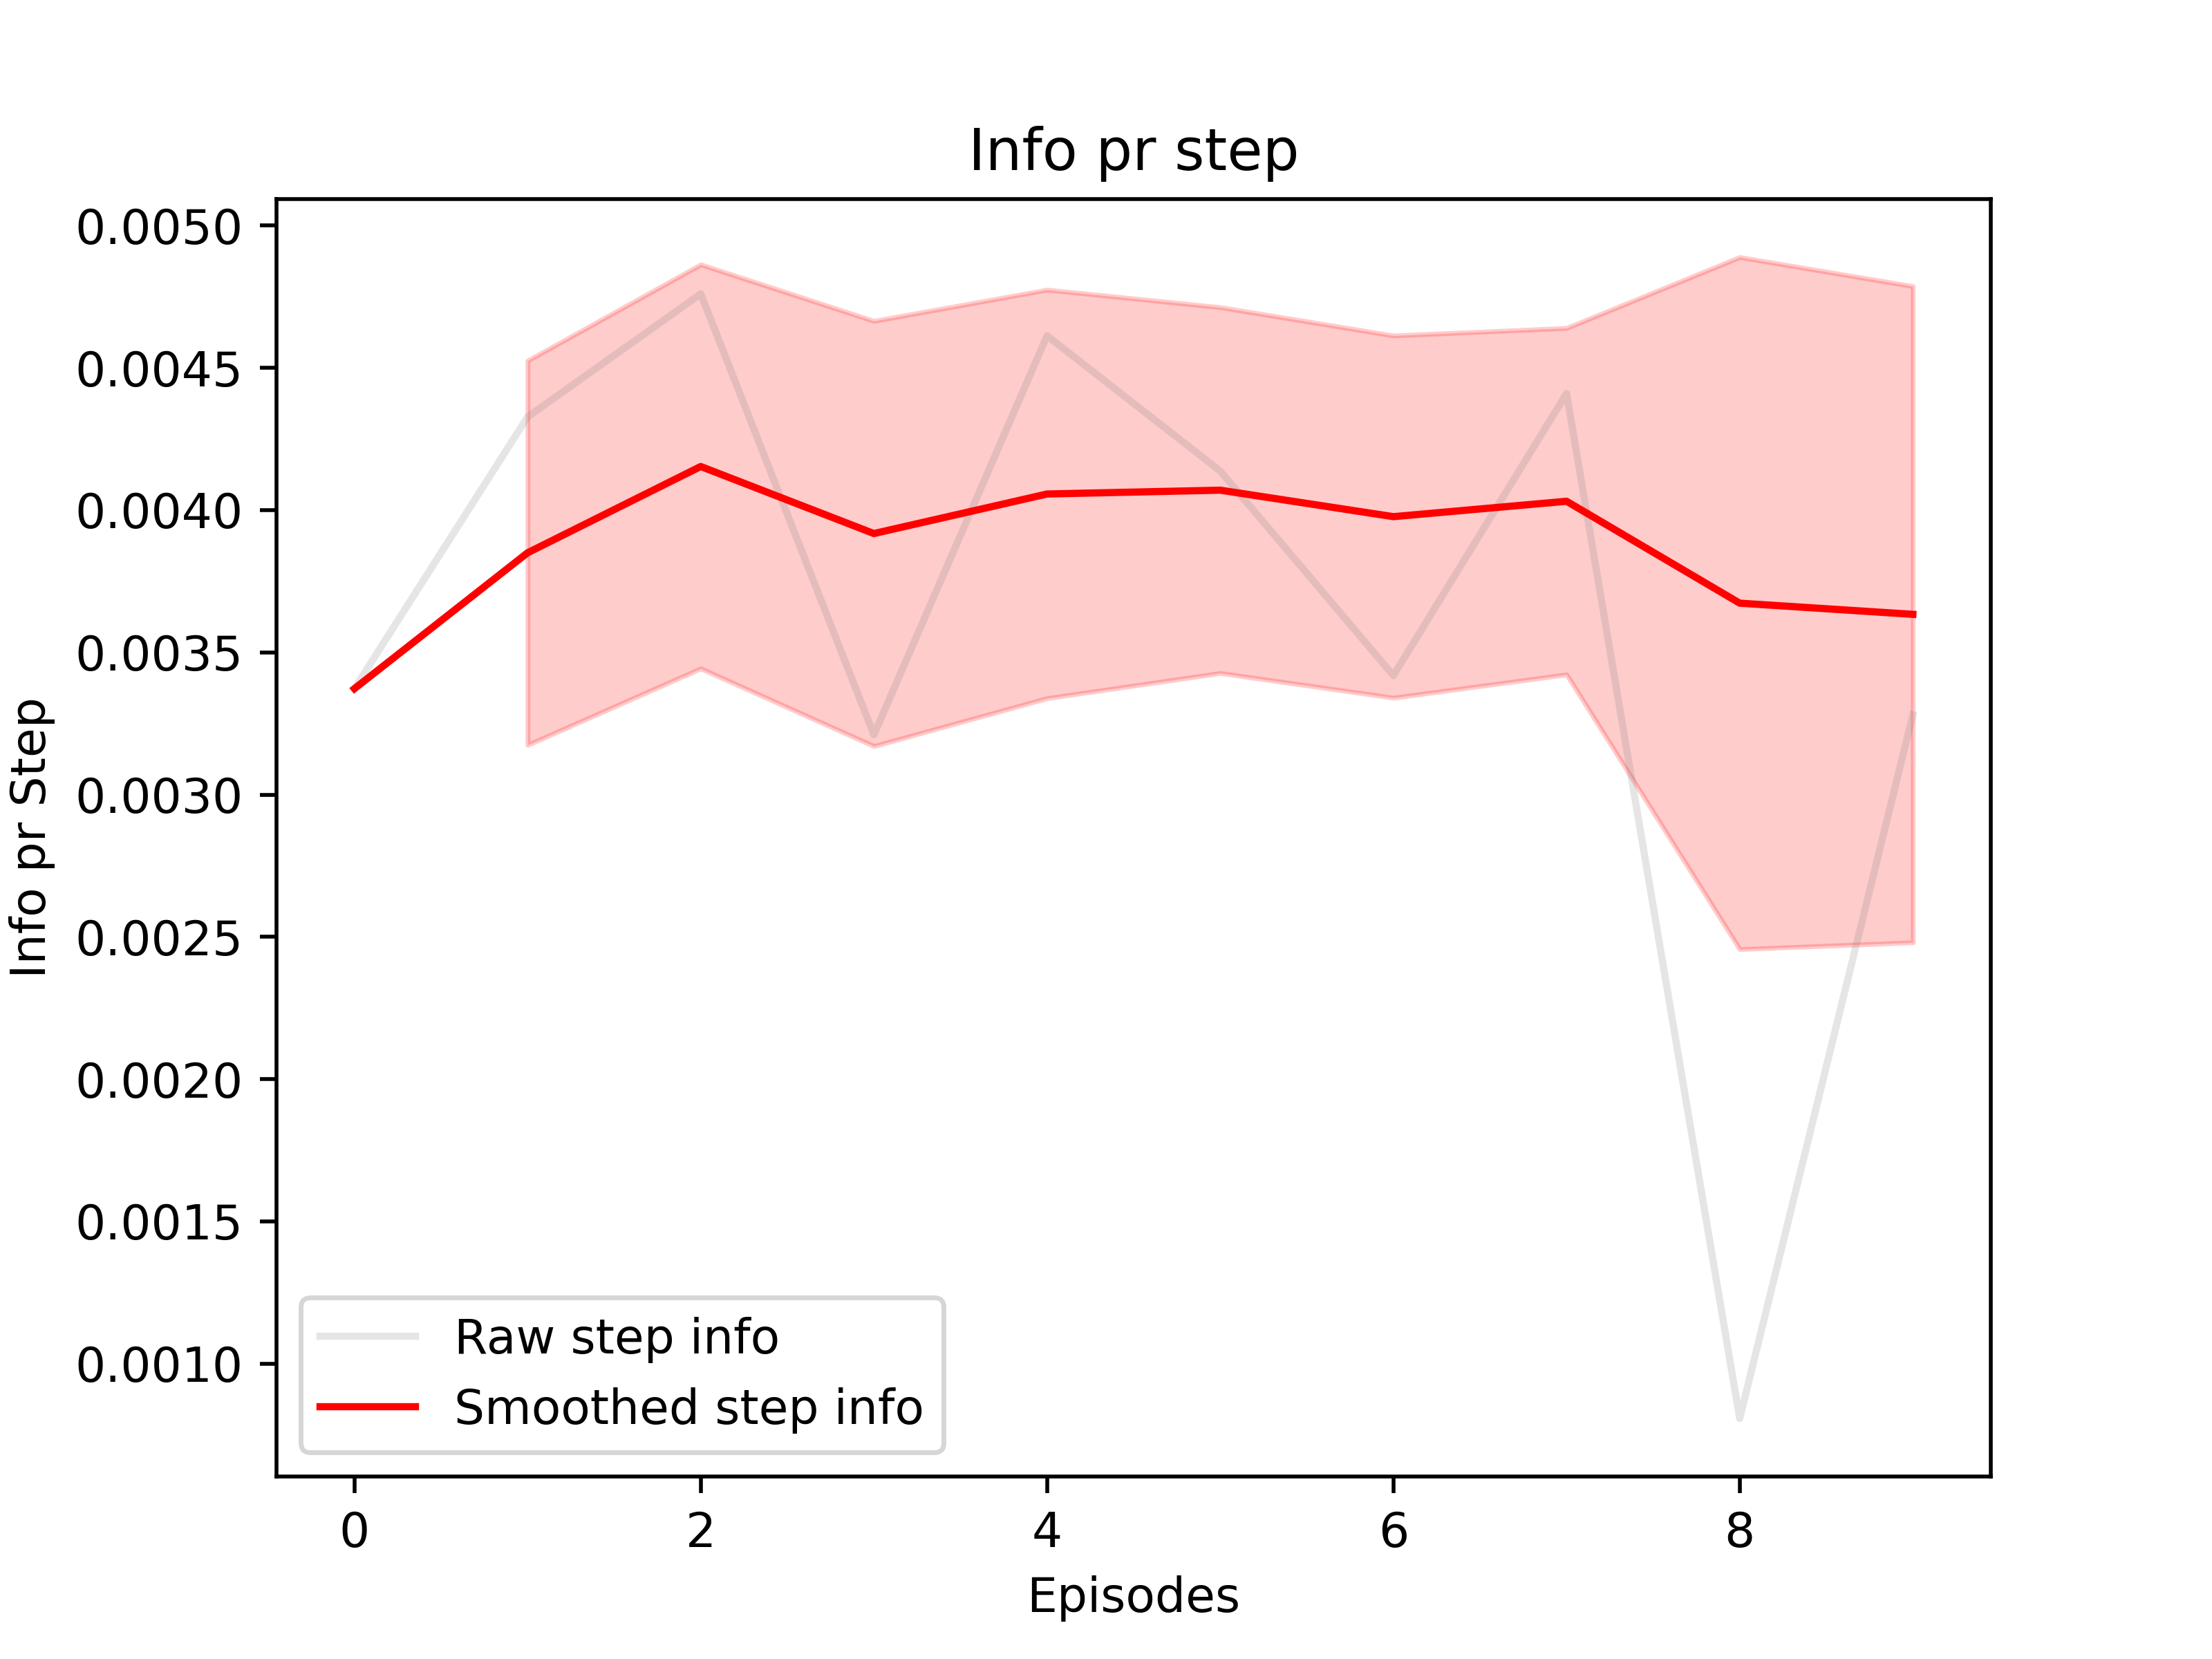 Info pr step
0.0050
0.0045
0.0040
0.0035
0.0030
0.0025
0.0020
0.0015
0.0010
Info pr Step
Raw step info
Smoothed step info
0 2 4 6 8
Episodes